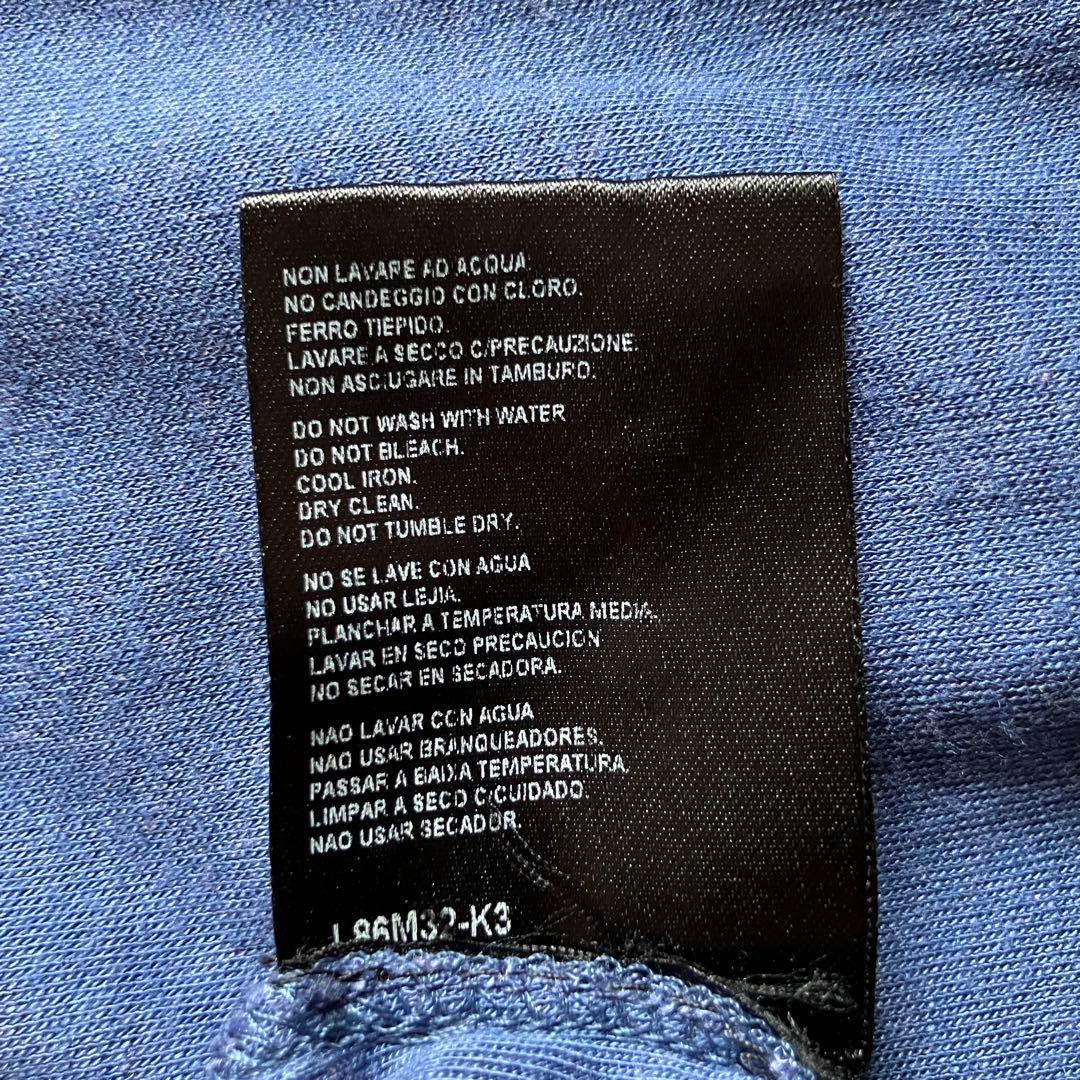 NON LAVARE AD ACQUA.
NO CANDEGGIO CON CLORO.
FERRO TIEPIDO.
LAVARE A SECCO C/PRECAUZIONE.
NON ASCIUGARE IN TAMBURO.
DO NOT WASH WITH WATER
DO NOT BLEACH.
COOL IRON.
DRY CLEAN.
DO NOT TUMBLE DRY.
NO SE LAVE CON AGUA
NO USAR LEJIA.
PLANCHAR A TEMPERATURA MEDIA.
LAVAR EN SECO PRECAUCION
NO SECAR EN SECADORA.
NAO LAVAR CON AGUA
NAO USAR BRANQUEADORES.
PASSAR A BAIXA TEMPERATURA.
LIMPAR A SECO C/CUIDADO
NAO USAR SECADOR.
L86M32-K3